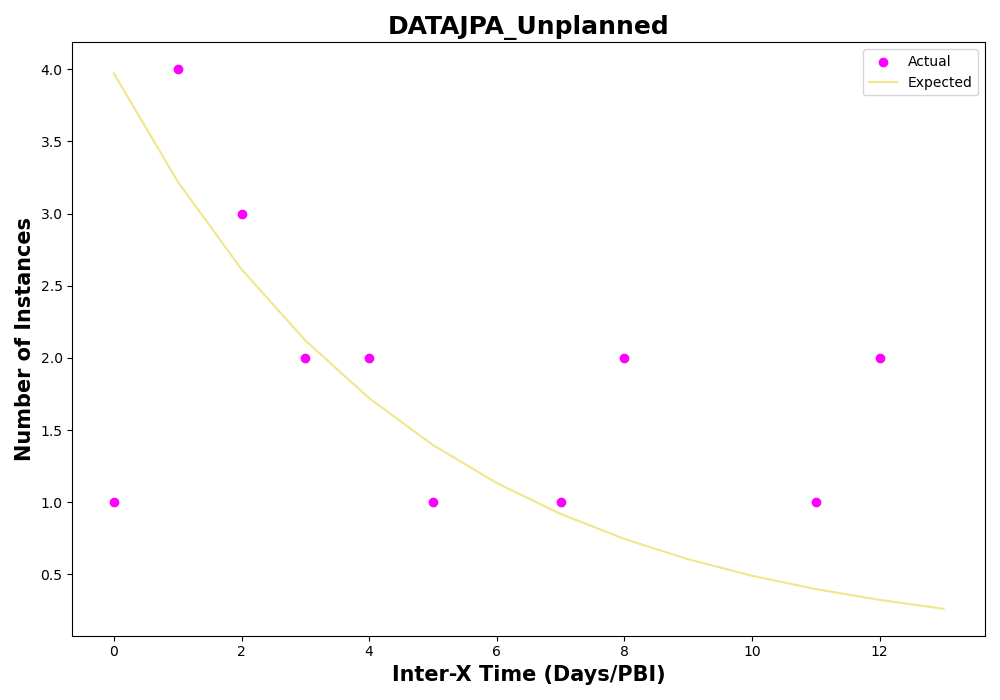 DATAJPA_Unplanned
Actual
Expected
Number of Instances
4.0
3.5
3.0
2.5
2.0
1.5
1.0
0.5
0 2 4 6 8 10 12
Inter-X Time (Days/PBI)